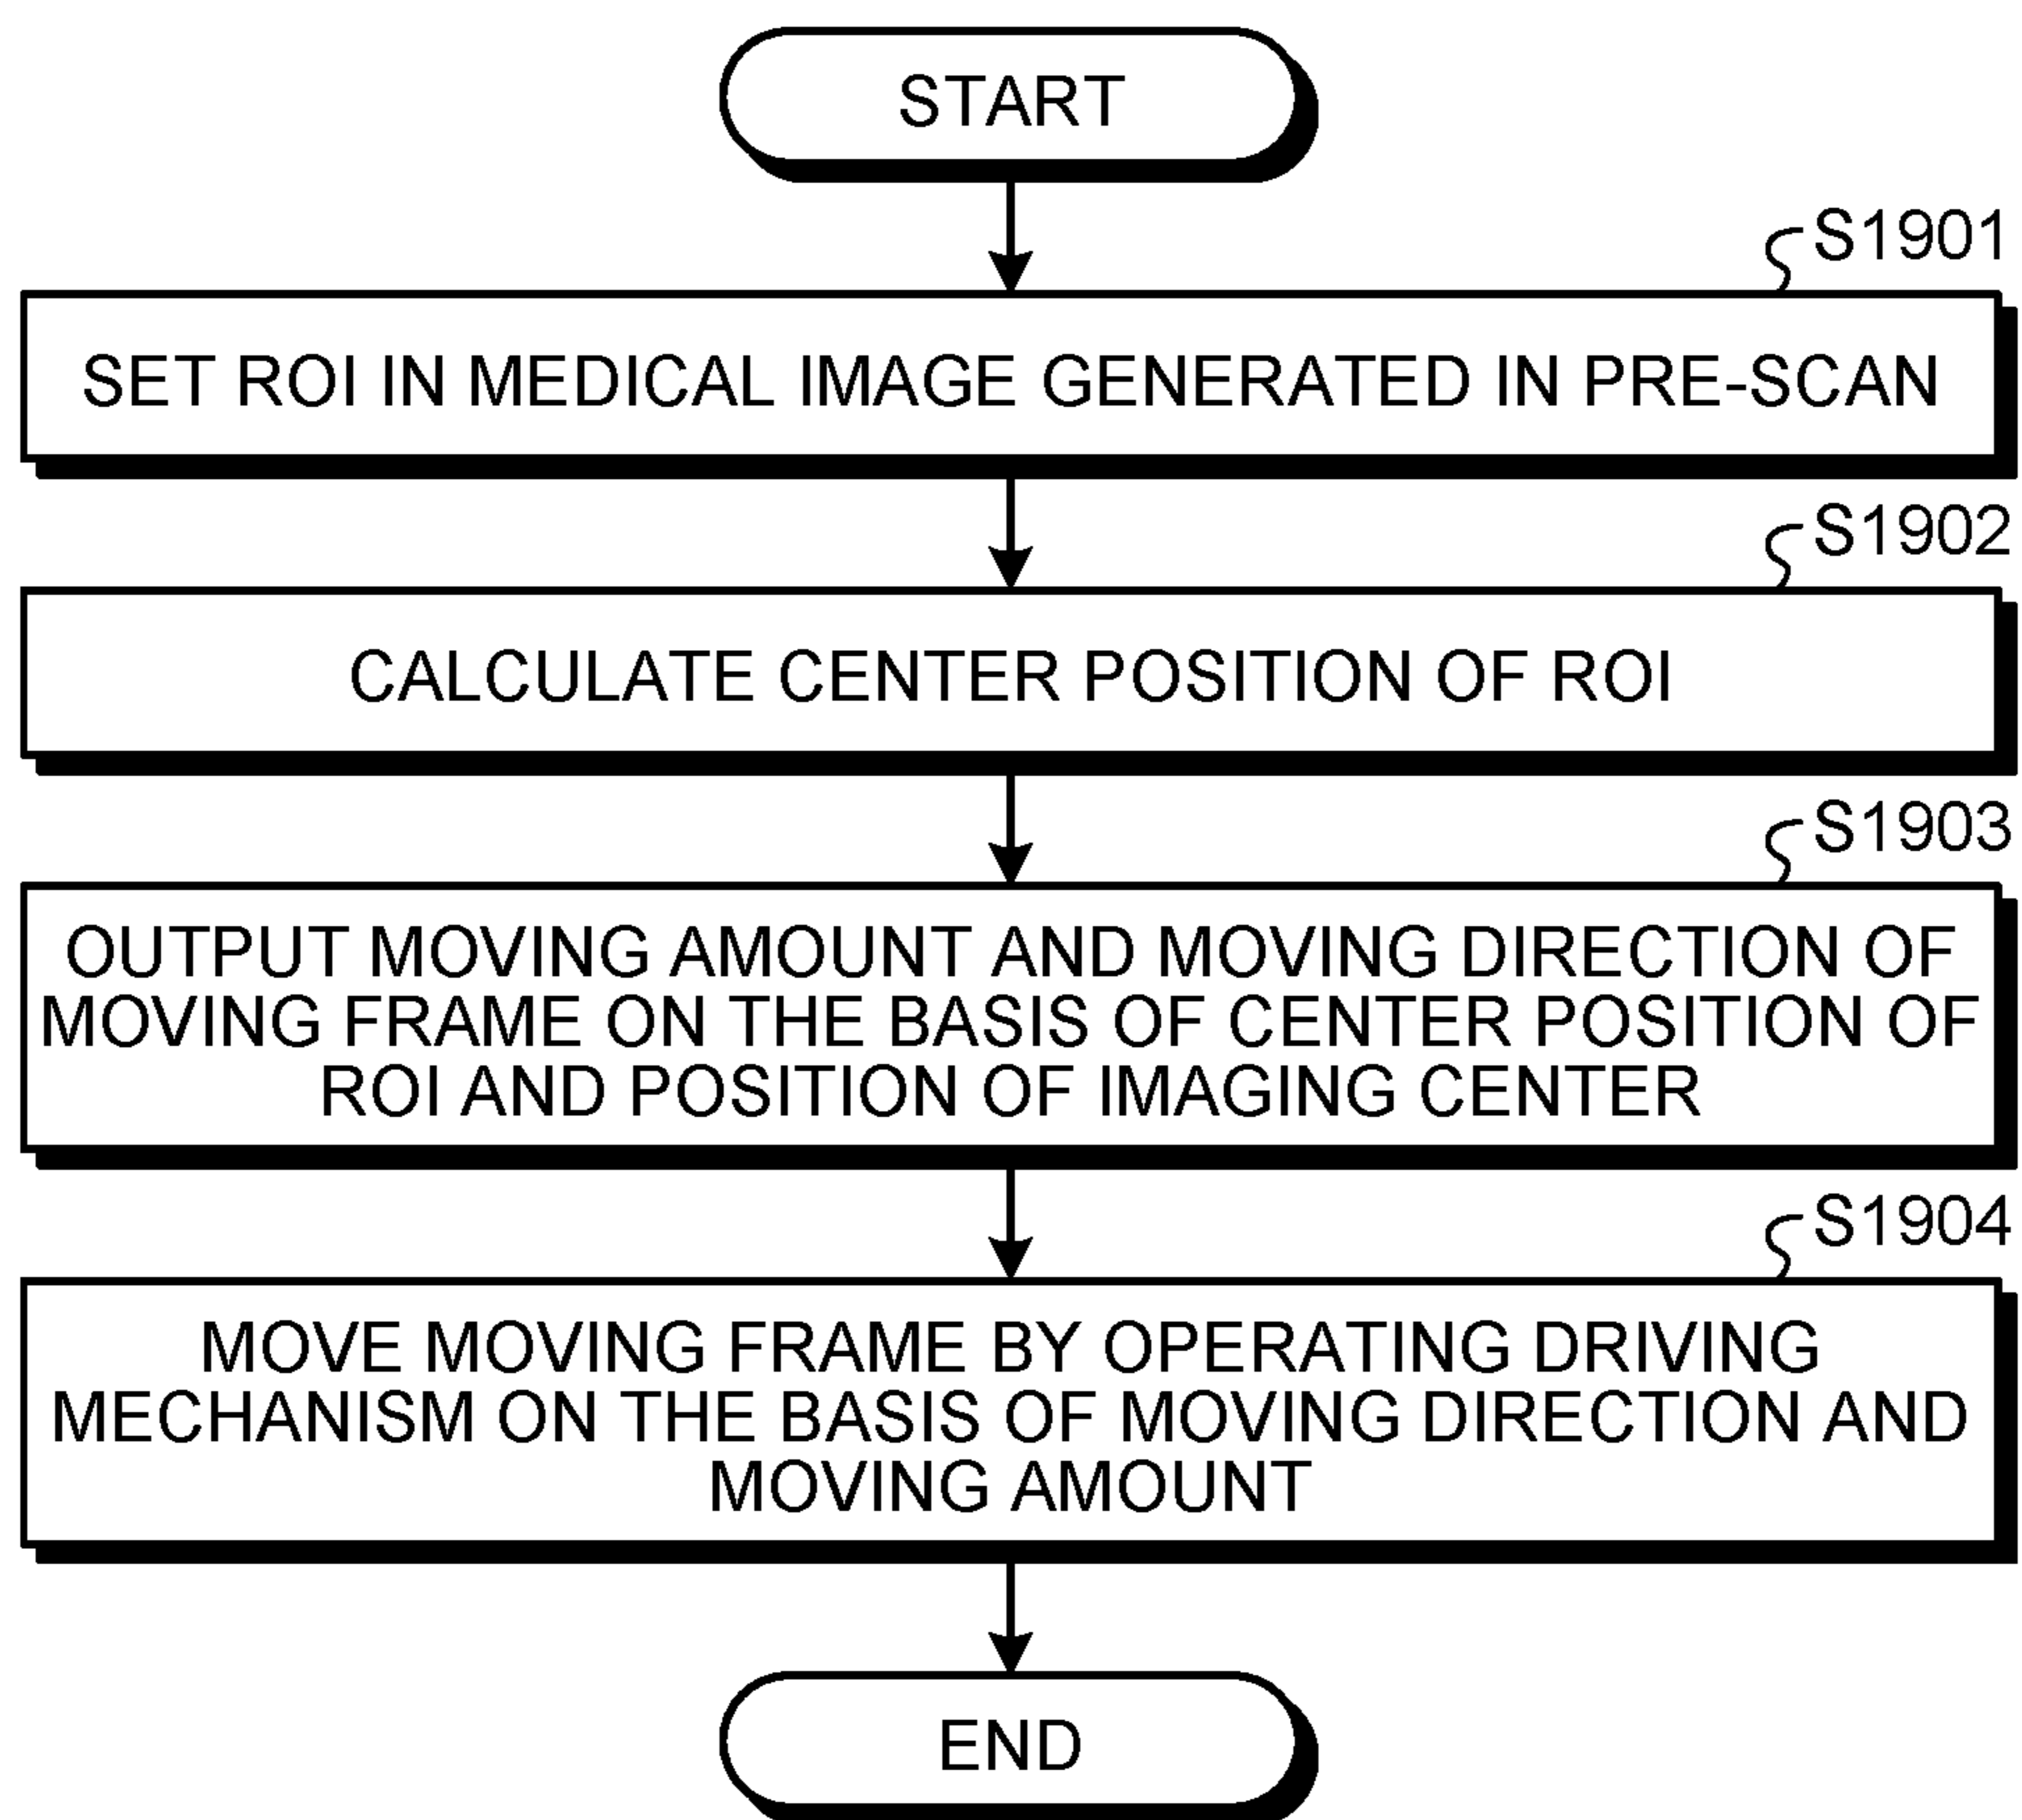 START
S1901
SET ROI IN MEDICAL IMAGE GENERATED IN PRE-SCAN
S1902
CALCULATE CENTER POSITION OF ROI
S1903
OUTPUT MOVING AMOUNT AND MOVING DIRECTION OF
MOVING FRAME ON THE BASIS OF CENTER POSITION OF
ROI AND POSITION OF IMAGING CENTER
S1904
MOVE MOVING FRAME BY OPERATING DRIVING
MECHANISM ON THE BASIS OF MOVING DIRECTION AND
MOVING AMOUNT
END